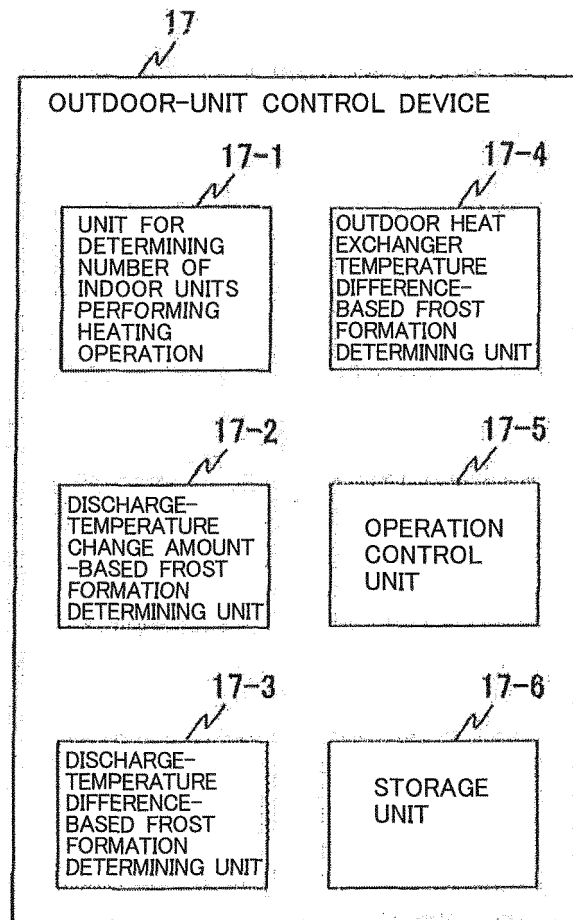 17
OUTDOOR-UNIT CONTROL DEVICE
17-1
UNIT FOR
DETERMINING
NUMBER OF
INDOOR UNITS
PERFORMING
HEATING
OPERATION
17-4
OUTDOOR HEAT
EXCHANGER
TEMPERATURE
DIFFERENCE-
BASED FROST
FORMATION
DETERMINING UNIT
17-2
DISCHARGE-
TEMPERATURE
CHANGE AMOUNT
-BASED FROST
FORMATION
DETERMINING UNIT
17-5
OPERATION
CONTROL
UNIT
17-3
DISCHARGE-
TEMPERATURE
DIFFERENCE-
BASED FROST
FORMATION
DETERMINING UNIT
17-6
STORAGE
UNIT